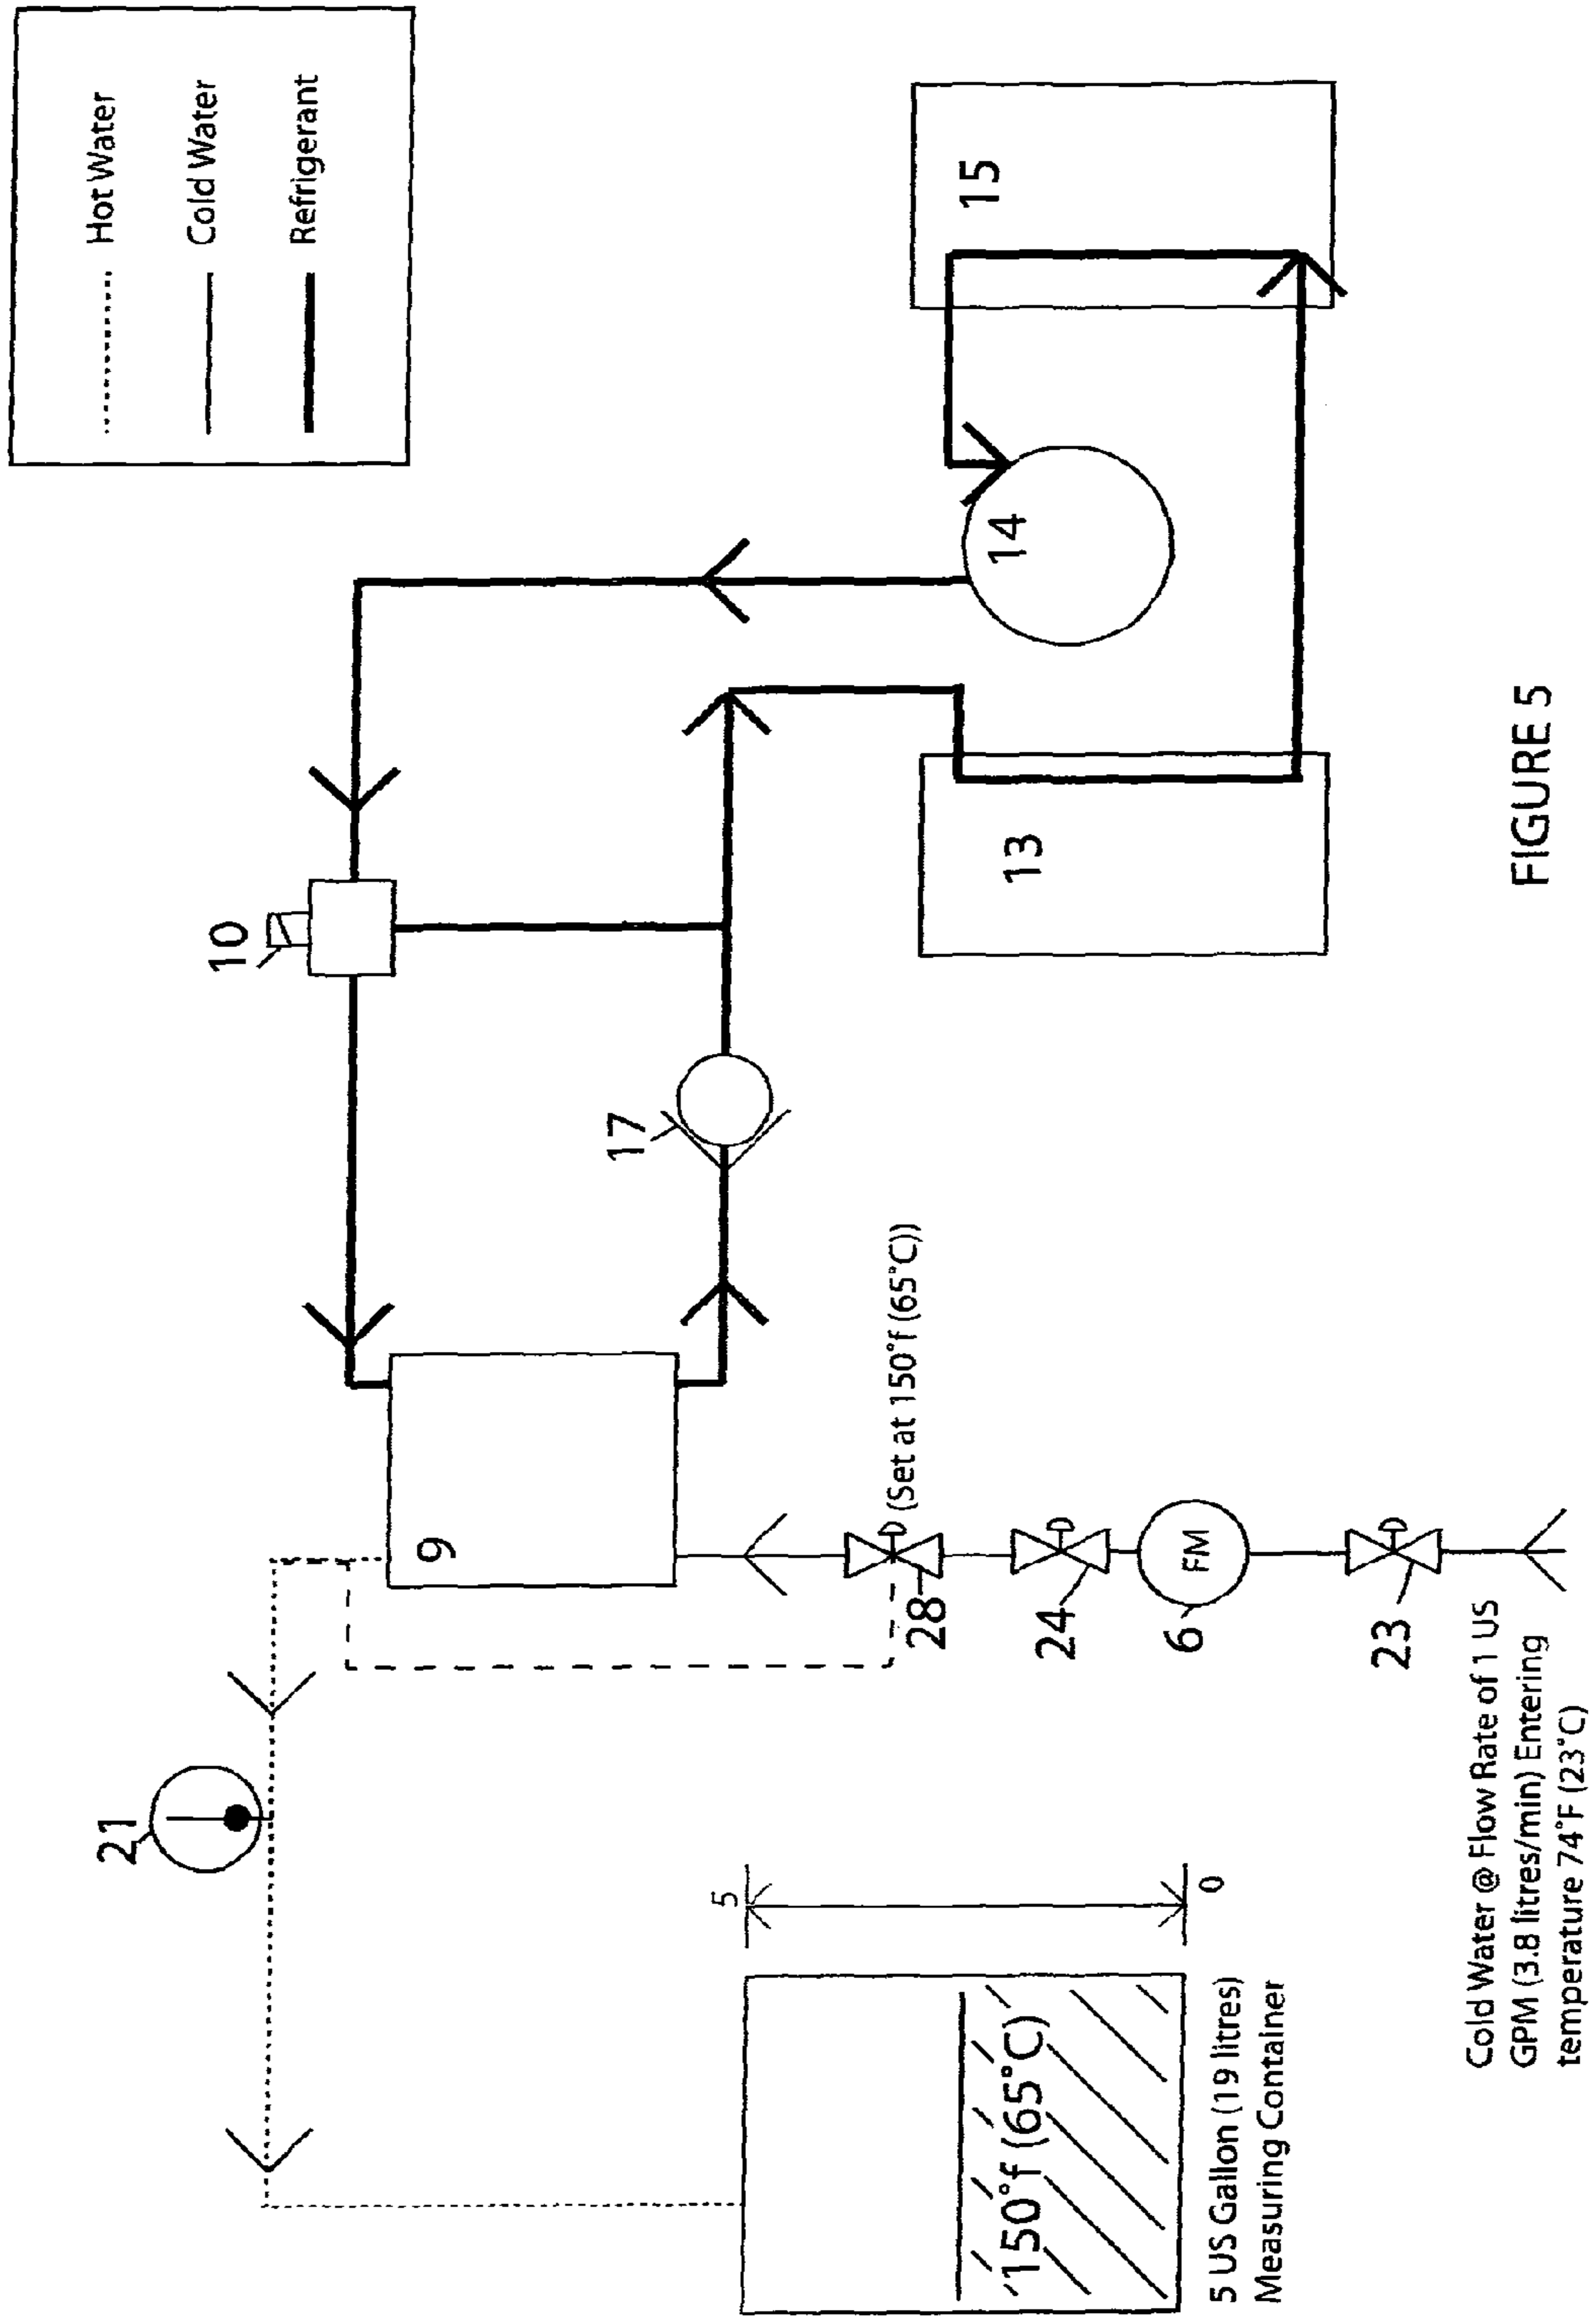 Hot Water
Cold Water
Refrigerant
21
10
9
17
14
15
13
5
0
150°f (65°C)
5 US Gallon (19 litres)
Measuring Container
(Set at 150°f (65°C))
28
24
6
FM
23
Cold Water @ Flow Rate of 1 US
GPM (3.8 litres/min) Entering
temperature 74°F (23°C)
FIGURE 5